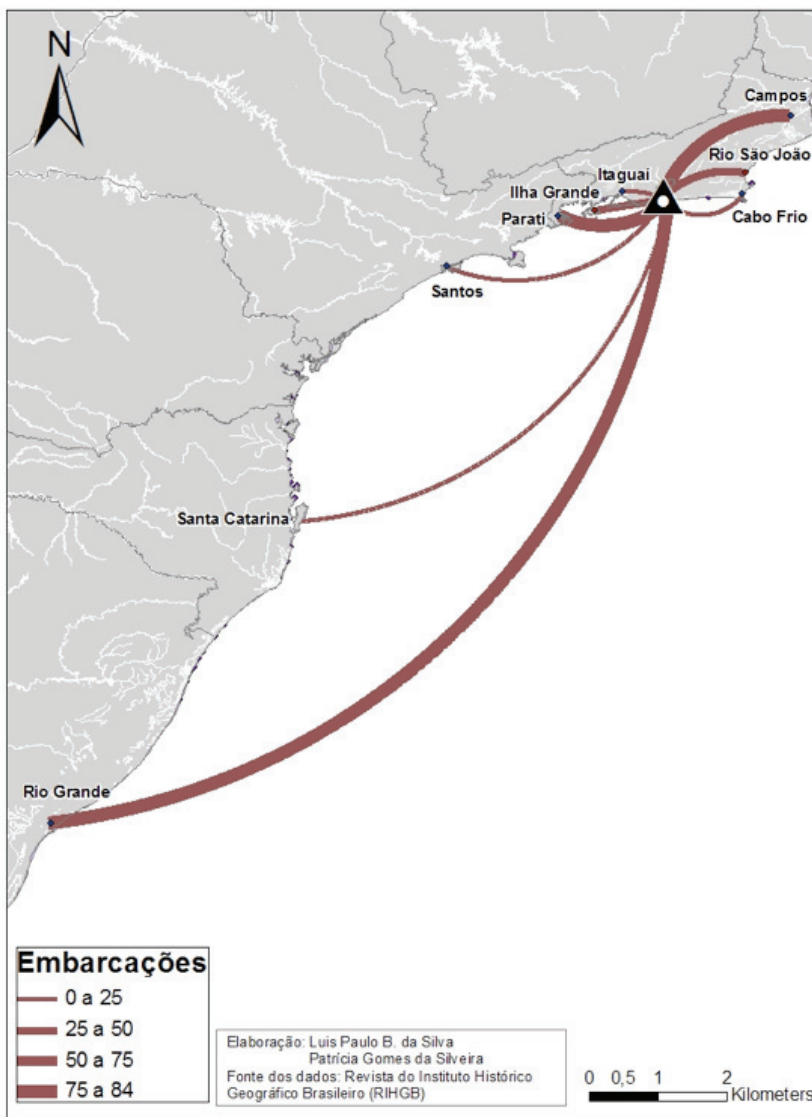 N
Campos
Rio São João
Itaguai
Ilha Grande
Parati
Cabo Frio
Santos
Santa Catarina
Rio Grande
Embarcações
0 a 25
25 a 50
50 a 75
75 a 84
Elaboração: Luis Paulo B. da Silva
Patrícia Gomes da Silveira
Fonte dos dados: Revista do Instituto Histórico
Geográfico Brasileiro (RIHGB)
0 0,5 1 2
Kilometers